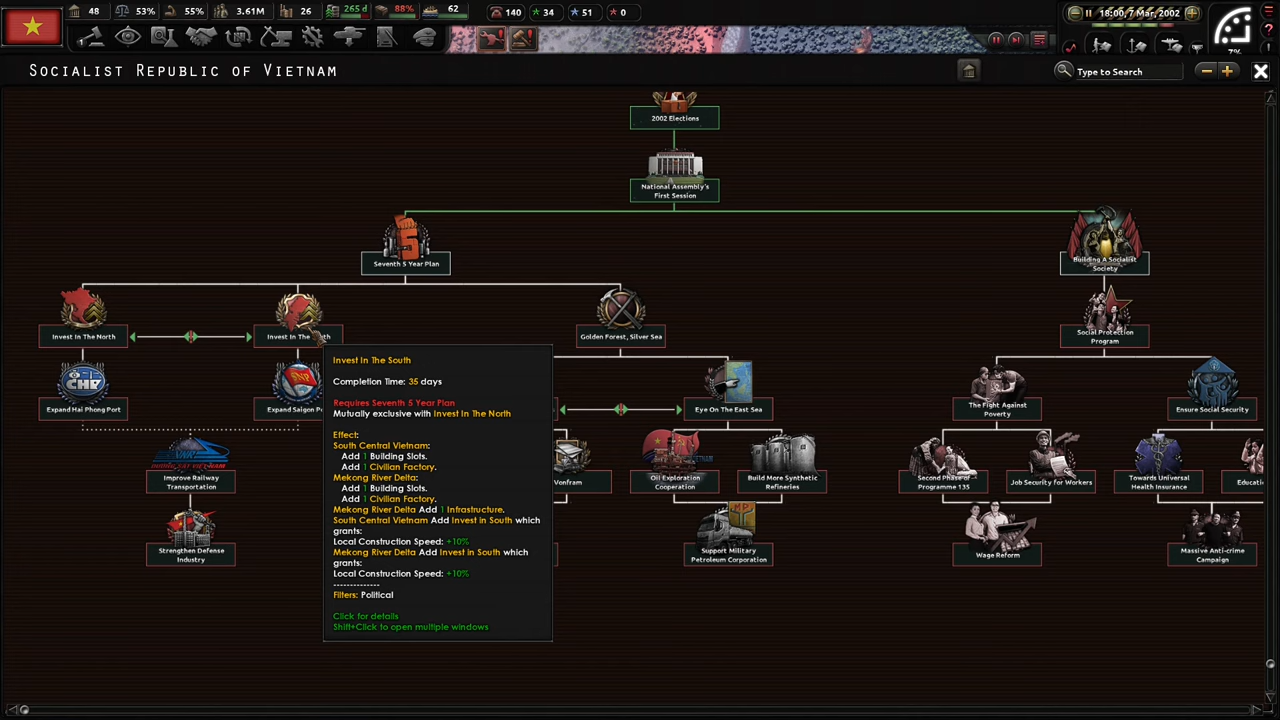 48 53% 55% 3.61M 26 265 d 88% 62 140 34 51 0 18:00, 7 Mar 2002
7%
Socialist Republic of Vietnam
Type to Search
2002 Elections
National Assembly's
First Session
Seventh 5 Year Plan
Building A Socialist
Society
Invest In The North
Invest In The South
Golden Forest, Silver Sea
Social Protection
Program
CHP
SNP
Expand Hai Phong Port
Expand Saigon Po
Eye On The East Sea
The Fight Against
Poverty
Ensure Social Security
Improve Railway
Transportation
Vonfram
Oil Exploration
Cooperation
Build More Synthetic
Refineries
Second Phase of
Programme 135
Job Security for Workers
Towards Universal
Health Insurance
Educati
Strengthen Defense
Industry
MP
Support Military
Petroleum Corporation
Wage Reform
Massive Anti-crime
Campaign
Invest In The South
Completion Time: 35 days
Requires Seventh 5 Year Plan
Mutually exclusive with Invest In The North
Effect:
South Central Vietnam:
Add 1 Building Slots.
Add 1 Civilian Factory.
Mekong River Delta:
Add 1 Building Slots.
Add 1 Civilian Factory.
Mekong River Delta Add 1 Infrastructure.
South Central Vietnam Add Invest in South which
grants:
Local Construction Speed: +10%
Mekong River Delta Add Invest in South which
grants:
Local Construction Speed: +10%
--------------
Filters: Political
Click for details
Shift+Click to open multiple windows